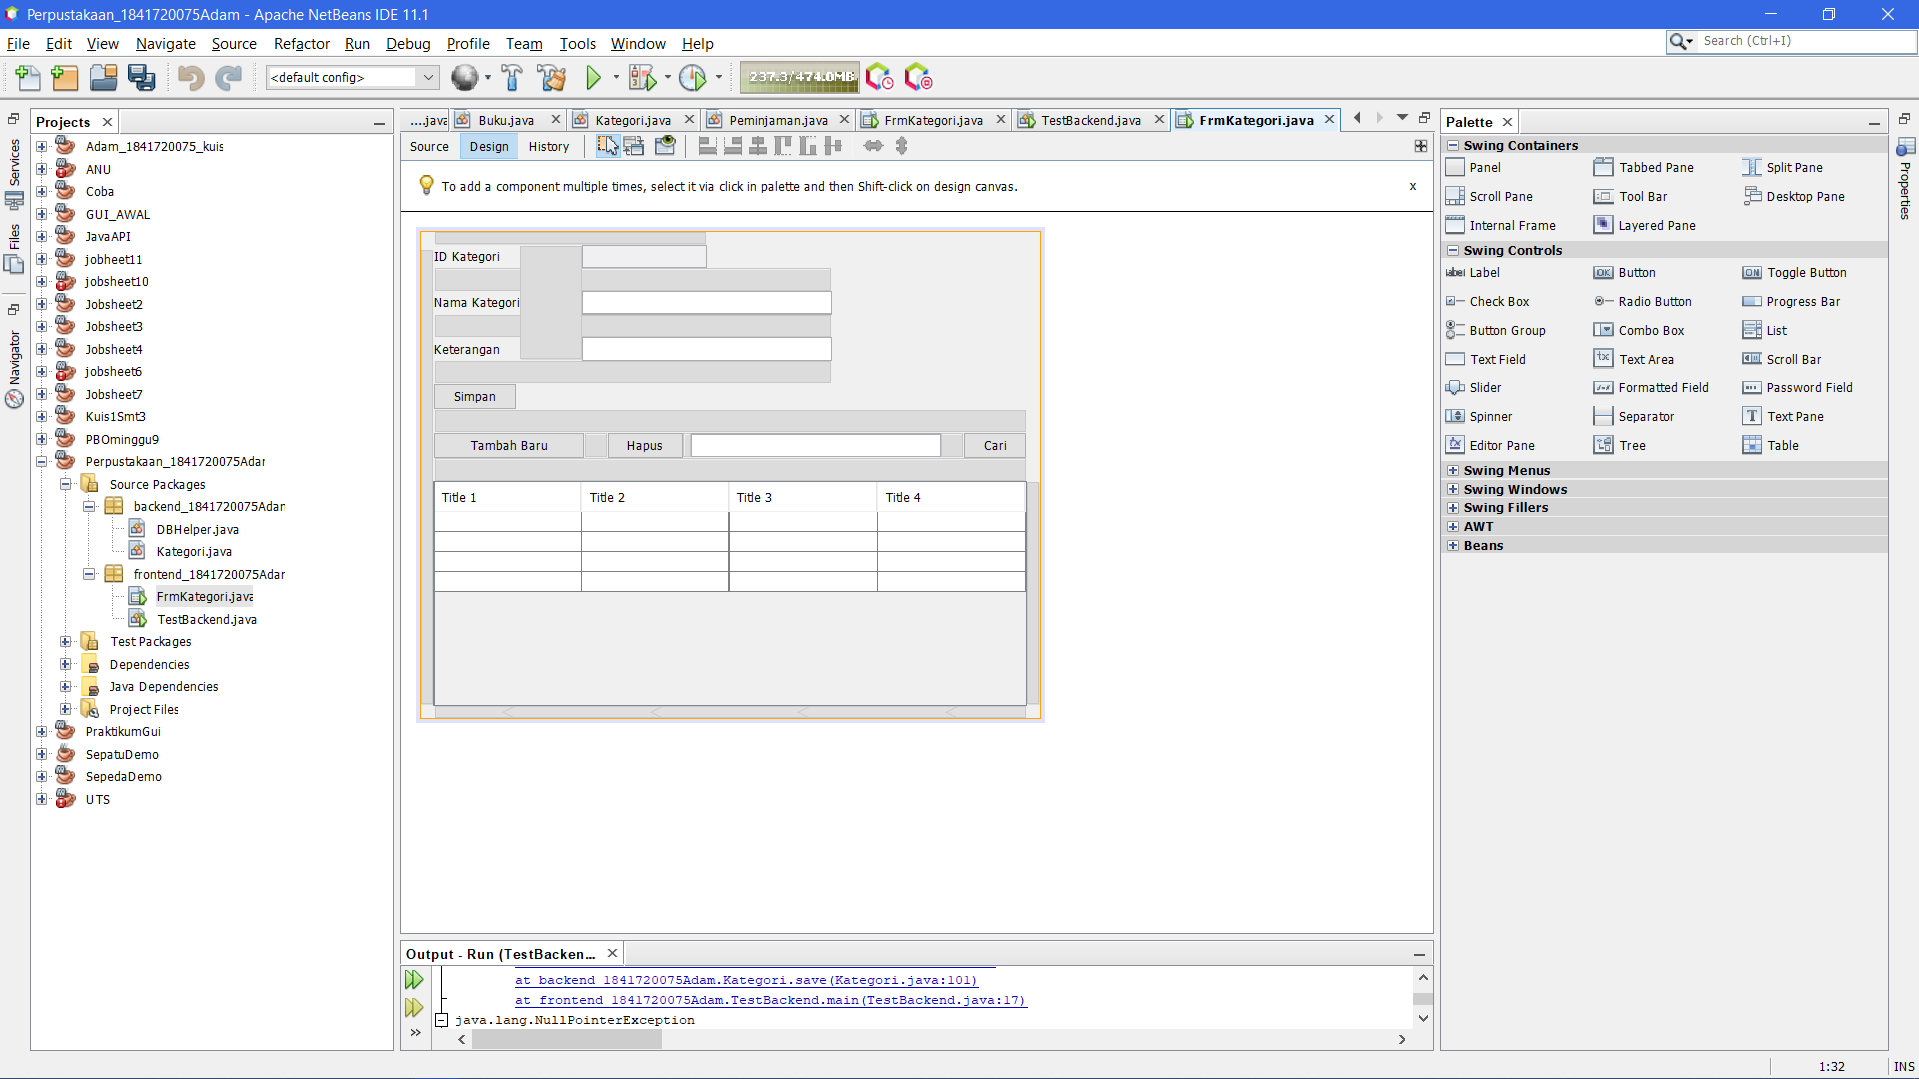 Perpustakaan_1841720075Adam - Apache NetBeans IDE 11.1
File Edit View Navigate Source Refactor Run Debug Profile Team Tools Window Help
Search (Ctrl+I)
<default config>
237.3/474.0MB
Projects
Services
Files
Navigator
Adam_1841720075_kuis
ANU
Coba
GUI_AWAL
JavaAPI
jobheet11
jobsheet10
Jobsheet2
Jobsheet3
Jobsheet4
jobsheet6
Jobsheet7
Kuis1Smt3
PBOminggu9
Perpustakaan_1841720075Adar
Source Packages
backend_1841720075Adan
DBHelper.java
Kategori.java
frontend_1841720075Adar
FrmKategori.java
TestBackend.java
Test Packages
Dependencies
Java Dependencies
Project Files
PraktikumGui
SepatuDemo
SepedaDemo
UTS
....java Buku.java Kategori.java Peminjaman.java FrmKategori.java TestBackend.java FrmKategori.java
Source Design History
To add a component multiple times, select it via click in palette and then Shift-click on design canvas.
x
ID Kategori
Nama Kategori
Keterangan
Simpan
Tambah Baru Hapus Cari
Title 1 Title 2 Title 3 Title 4
Output - Run (TestBacken...
at backend_1841720075Adam.Kategori.save(Kategori.java:101)
at frontend_1841720075Adam.TestBackend.main(TestBackend.java:17)
java.lang.NullPointerException
Palette
Swing Containers
Panel Tabbed Pane Split Pane
Scroll Pane Tool Bar Desktop Pane
Internal Frame Layered Pane
Swing Controls
Label Button Toggle Button
Check Box Radio Button Progress Bar
Button Group Combo Box List
Text Field Text Area Scroll Bar
Slider Formatted Field Password Field
Spinner Separator Text Pane
Editor Pane Tree Table
Swing Menus
Swing Windows
Swing Fillers
AWT
Beans
Properties
1:32 INS